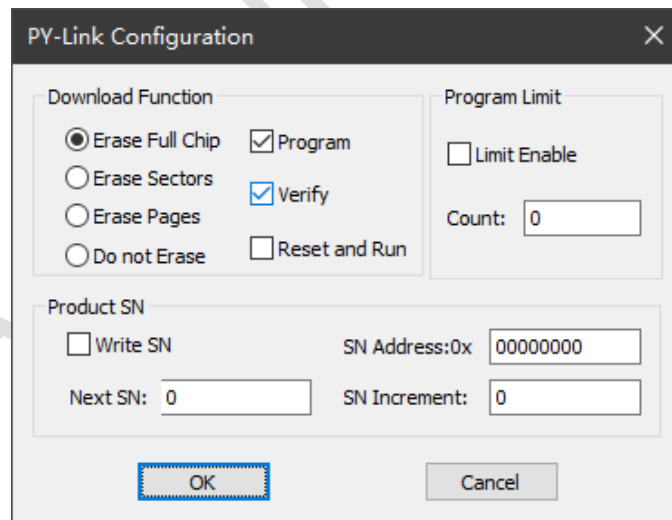 PY-Link Configuration
Download Function
Erase Full Chip
Program
Erase Sectors
Verify
Erase Pages
Do not Erase
Reset and Run
Program Limit
Limit Enable
Count: 0
Product SN
Write SN
SN Address:0x 00000000
Next SN: 0
SN Increment: 0
OK
Cancel